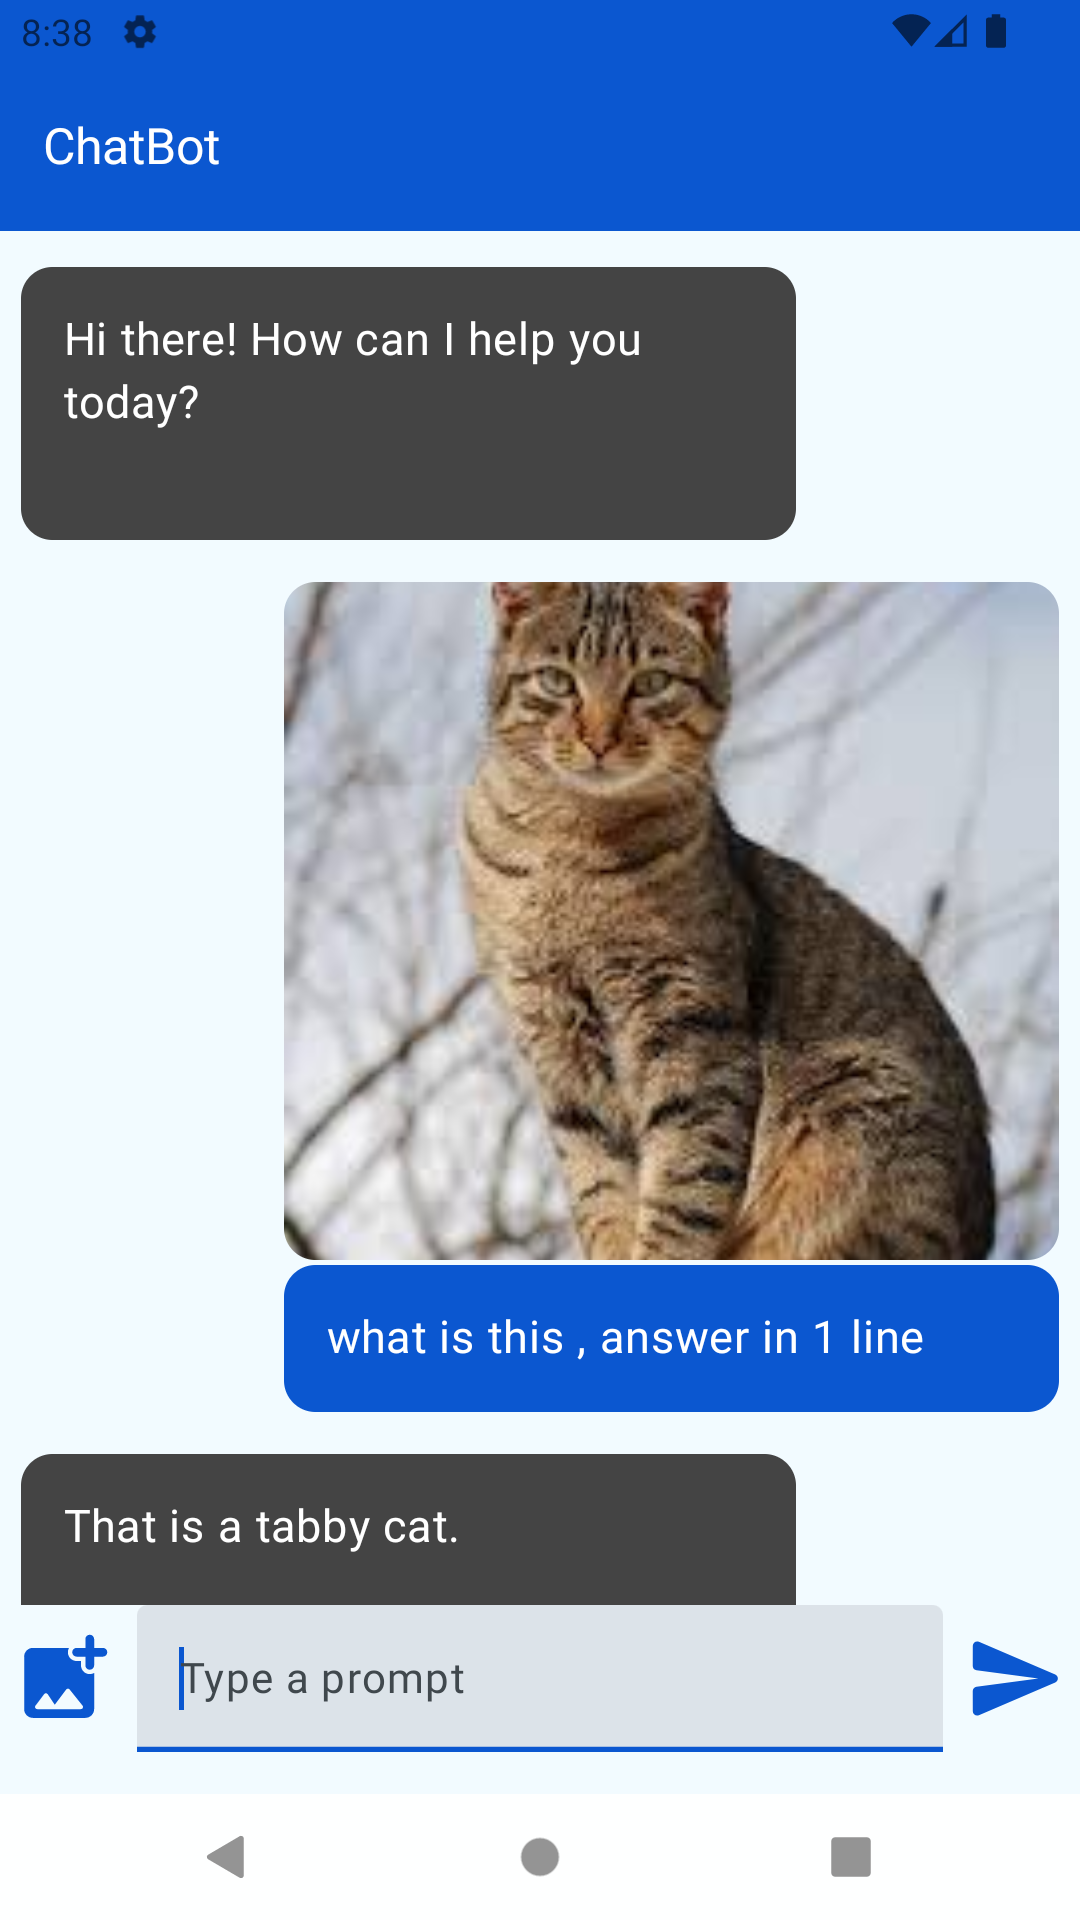 8:38
ChatBot
Hi there! How can I help you
today?
what is this , answer in 1 line
That is a tabby cat.
Type a prompt